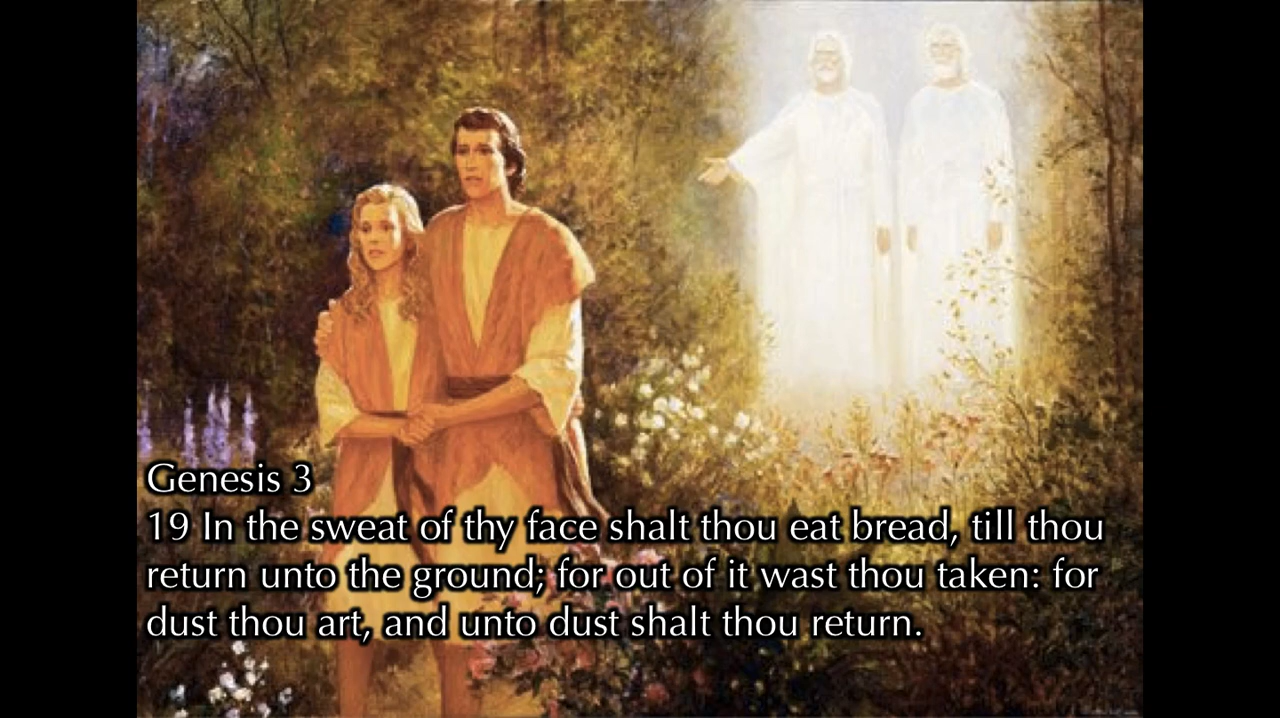 Genesis 3
19 In the sweat of thy face shalt thou eat bread, till thou
return unto the ground; for out of it wast thou taken: for
dust thou art, and unto dust shalt thou return.